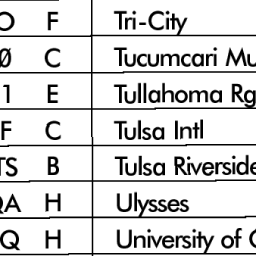 O F Tri-City
Ø C Tucumcari Mu
1 E Tullahoma Rg
F C Tulsa Intl
TS B Tulsa Riverside
QA H Ulysses
Q H University of